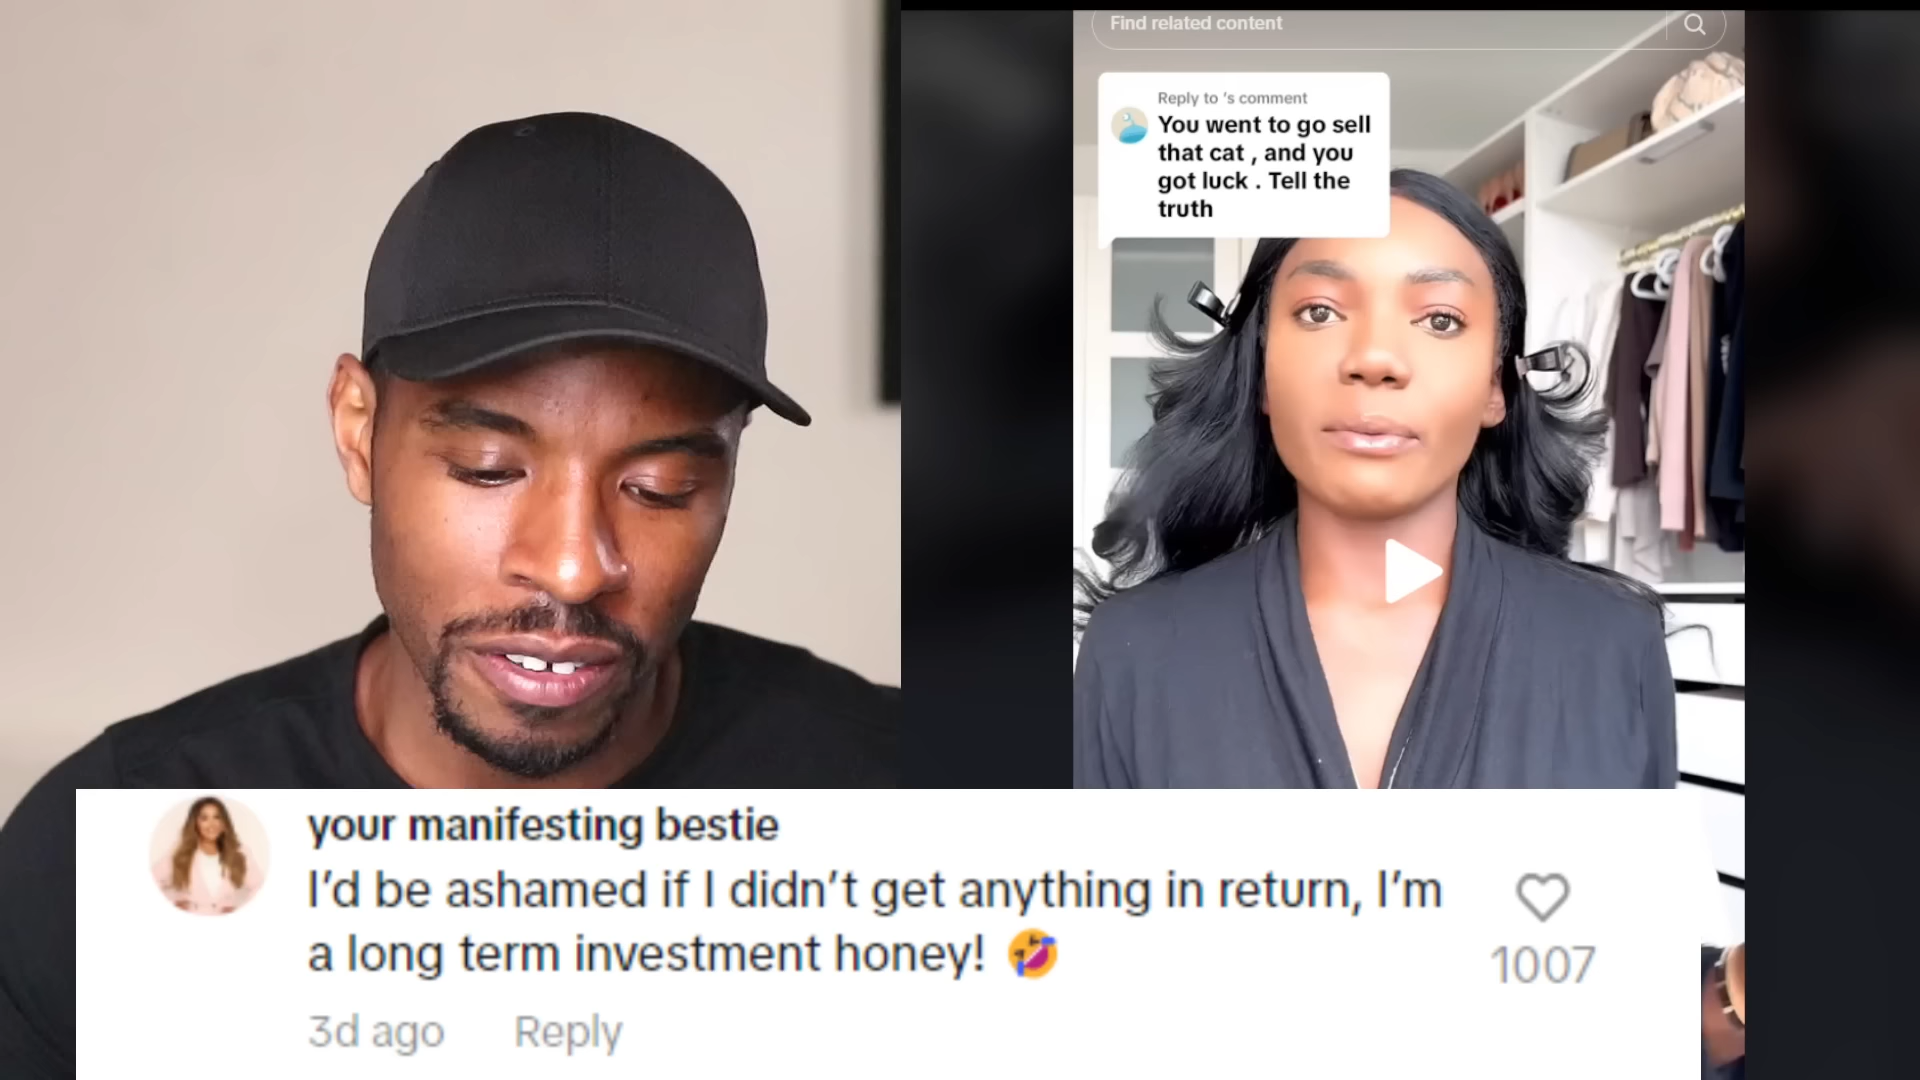 Find related content
Reply to 's comment
You went to go sell
that cat , and you
got luck . Tell the
truth
your manifesting bestie
I'd be ashamed if I didn't get anything in return, I'm
a long term investment honey! 🤣
1007
3d ago Reply